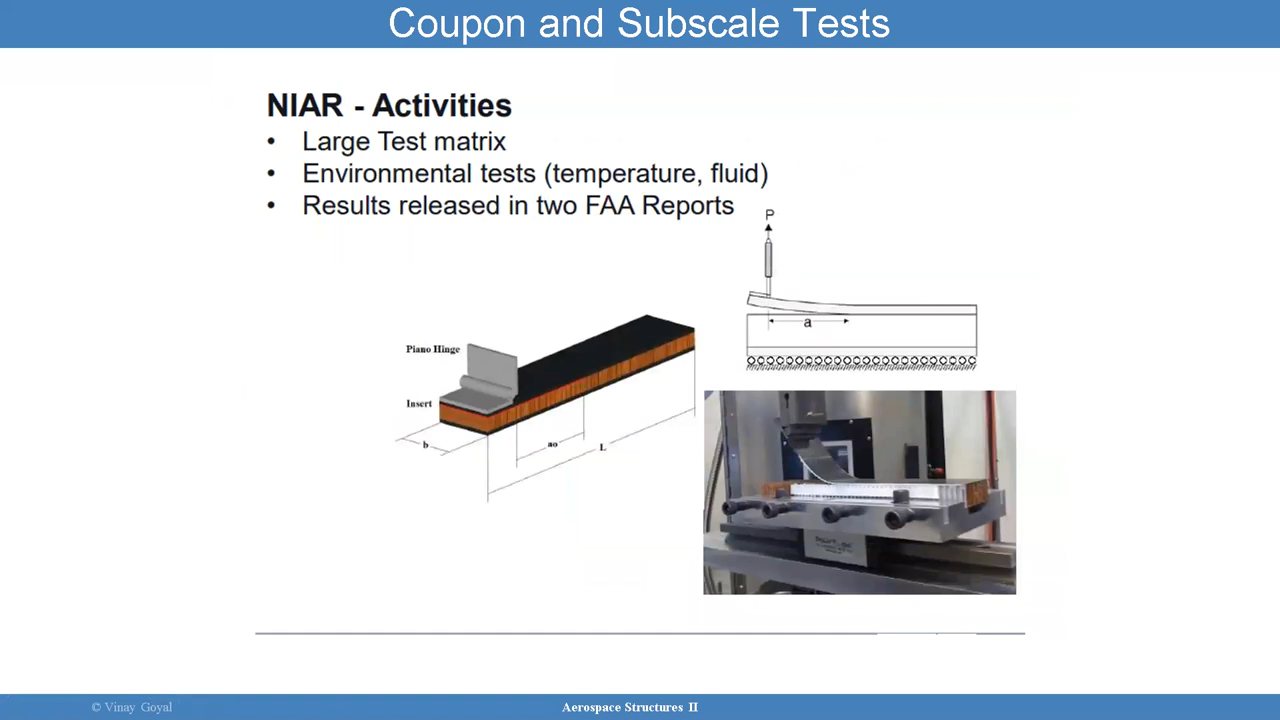 Coupon and Subscale Tests
NIAR - Activities
• Large Test matrix
• Environmental tests (temperature, fluid)
• Results released in two FAA Reports
P
a
Piano Hinge
Insert
b
ao
L
© Vinay Goyal
Aerospace Structures II